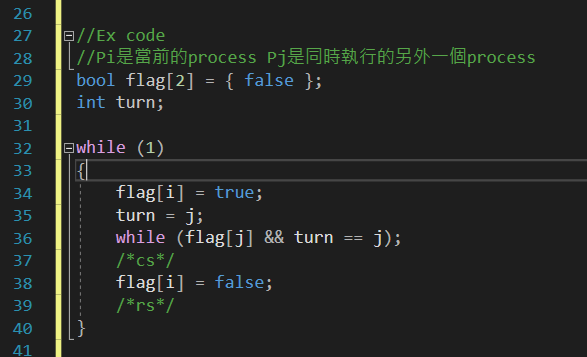 26
27 //Ex code
28 //Pi是當前的process Pj是同時執行的另外一個process
29 bool flag[2] = { false };
30 int turn;
31
32 while (1)
33 {
34 flag[i] = true;
35 turn = j;
36 while (flag[j] && turn == j);
37 /*cs*/
38 flag[i] = false;
39 /*rs*/
40 }
41